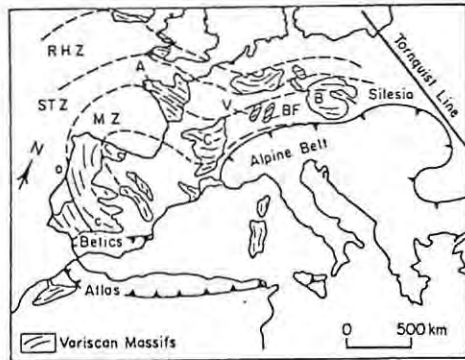 RHZ
A
Tornquist Line
STZ
MZ
V
B
Silesia
BF
C
N
Alpine Belt
o
c
Betics
Atlas
Variscan Massifs
0 500 km